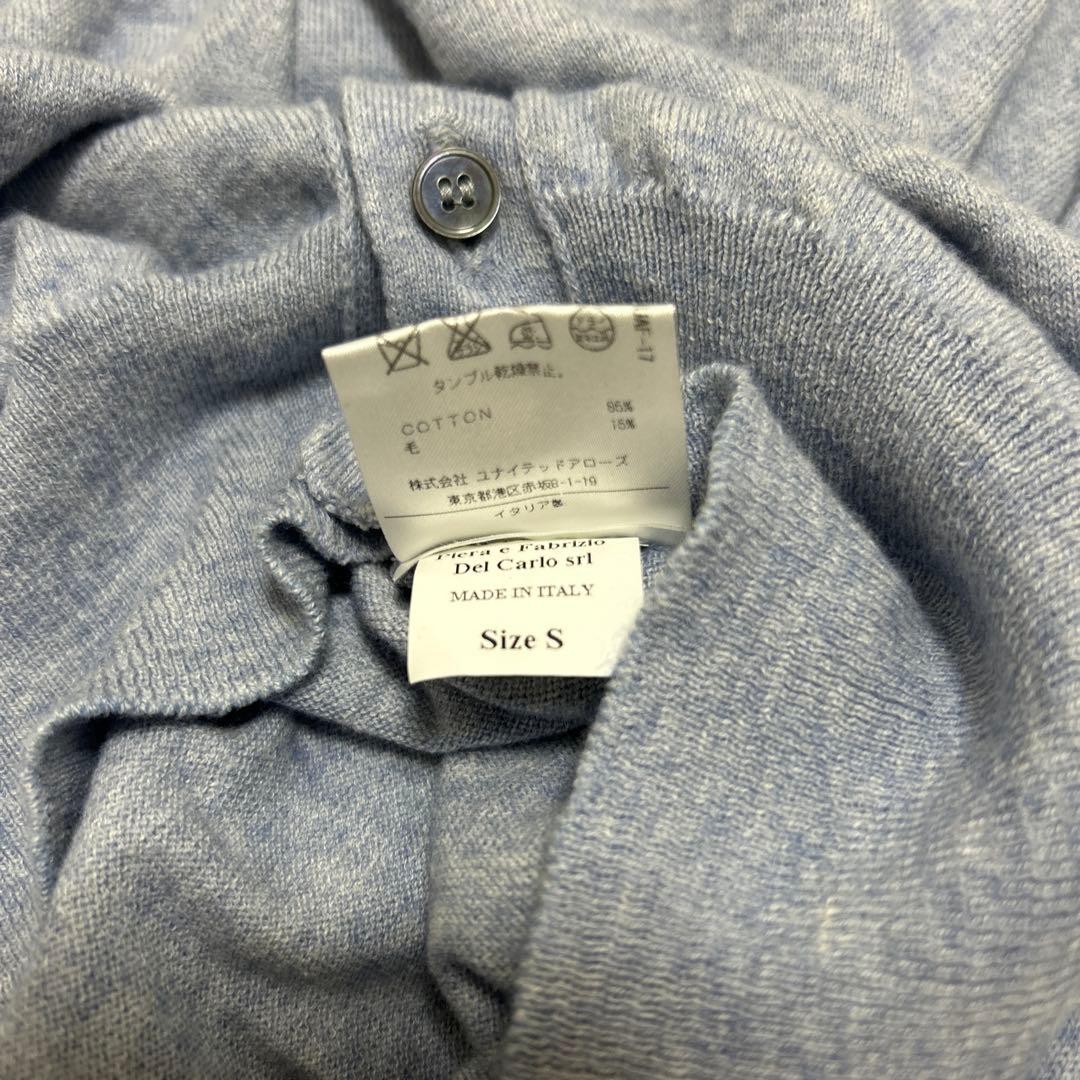 タンブル乾燥禁止。
COTTON 85%
毛 15%
株式会社 ユナイテッドアローズ
東京都港区赤坂8-1-19
イタリア製
Piera e Fabrizio
Del Carlo srl
MADE IN ITALY
Size S